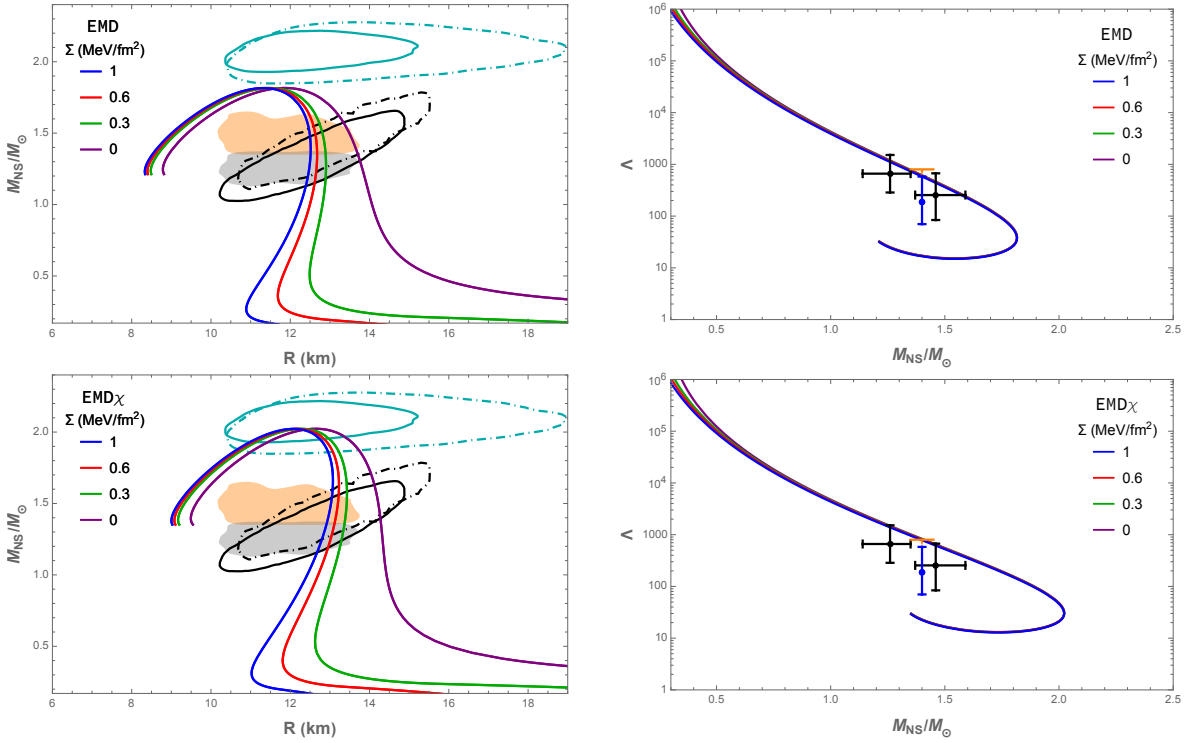 EMD
Σ (MeV/fm²)
1
0.6
0.3
0
M_NS/M_⊙
2.0
1.5
1.0
0.5
6 8 10 12 14 16 18
R (km)
EMD
Σ (MeV/fm²)
1
0.6
0.3
0
Λ
10⁶
10⁵
10⁴
1000
100
10
1
0.5 1.0 1.5 2.0 2.5
M_NS/M_⊙
EMDχ
Σ (MeV/fm²)
1
0.6
0.3
0
M_NS/M_⊙
2.0
1.5
1.0
0.5
6 8 10 12 14 16 18
R (km)
EMDχ
Σ (MeV/fm²)
1
0.6
0.3
0
Λ
10⁶
10⁵
10⁴
1000
100
10
1
0.5 1.0 1.5 2.0 2.5
M_NS/M_⊙